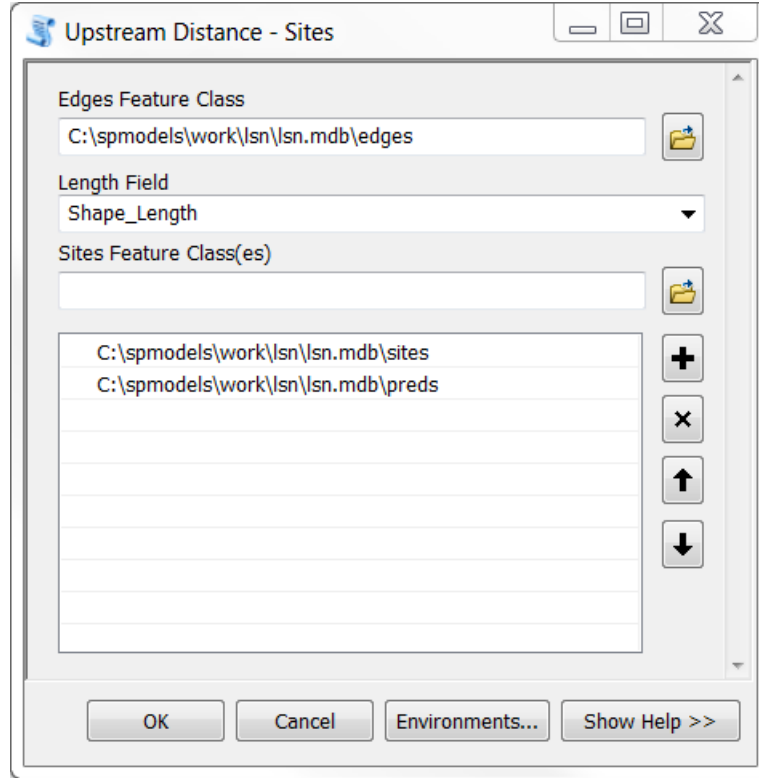 Upstream Distance - Sites
Edges Feature Class
C:\spmodels\work\lsn\lsn.mdb\edges
Length Field
Shape_Length
Sites Feature Class(es)
C:\spmodels\work\lsn\lsn.mdb\sites
C:\spmodels\work\lsn\lsn.mdb\preds
OK Cancel Environments... Show Help >>